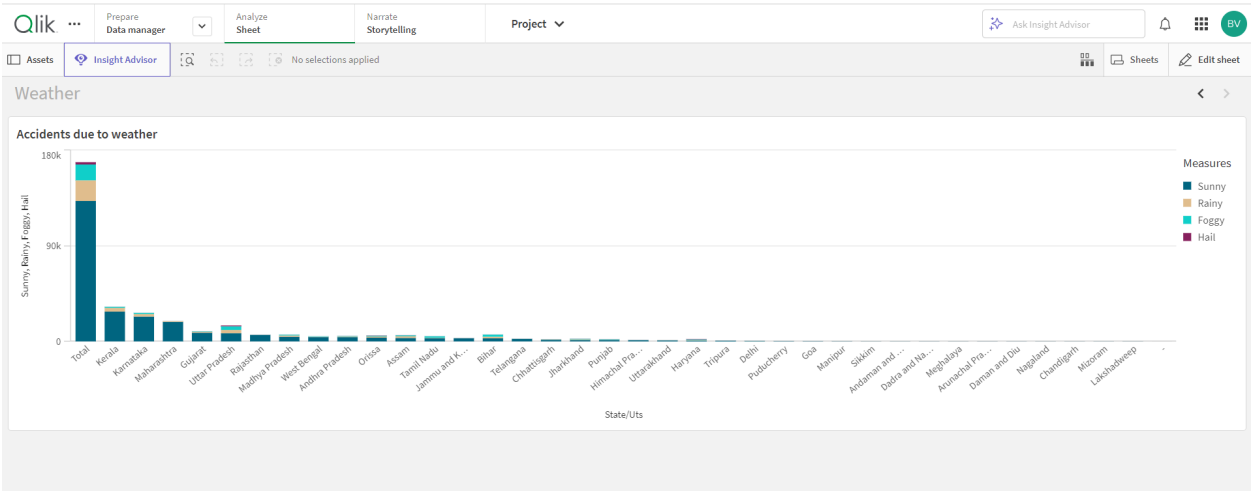 Qlik
Prepare
Data manager
Analyze
Sheet
Narrate
Storytelling
Project
Ask Insight Advisor
BV
Assets
Insight Advisor
No selections applied
Sheets
Edit sheet
Weather
Accidents due to weather
180k
90k
0
Sunny, Rainy, Foggy, Hail
Total
Kerala
Karnataka
Maharashtra
Gujarat
Uttar Pradesh
Rajasthan
Madhya Pradesh
West Bengal
Andhra Pradesh
Orissa
Assam
Tamil Nadu
Jammu and K...
Bihar
Telangana
Chhattisgarh
Jharkhand
Punjab
Himachal Pra...
Uttarakhand
Haryana
Tripura
Delhi
Puducherry
Goa
Manipur
Sikkim
Andaman and ...
Dadra and Na...
Meghalaya
Arunachal Pra...
Daman and Diu
Nagaland
Chandigarh
Mizoram
Lakshadweep
-
State/Uts
Measures
Sunny
Rainy
Foggy
Hail